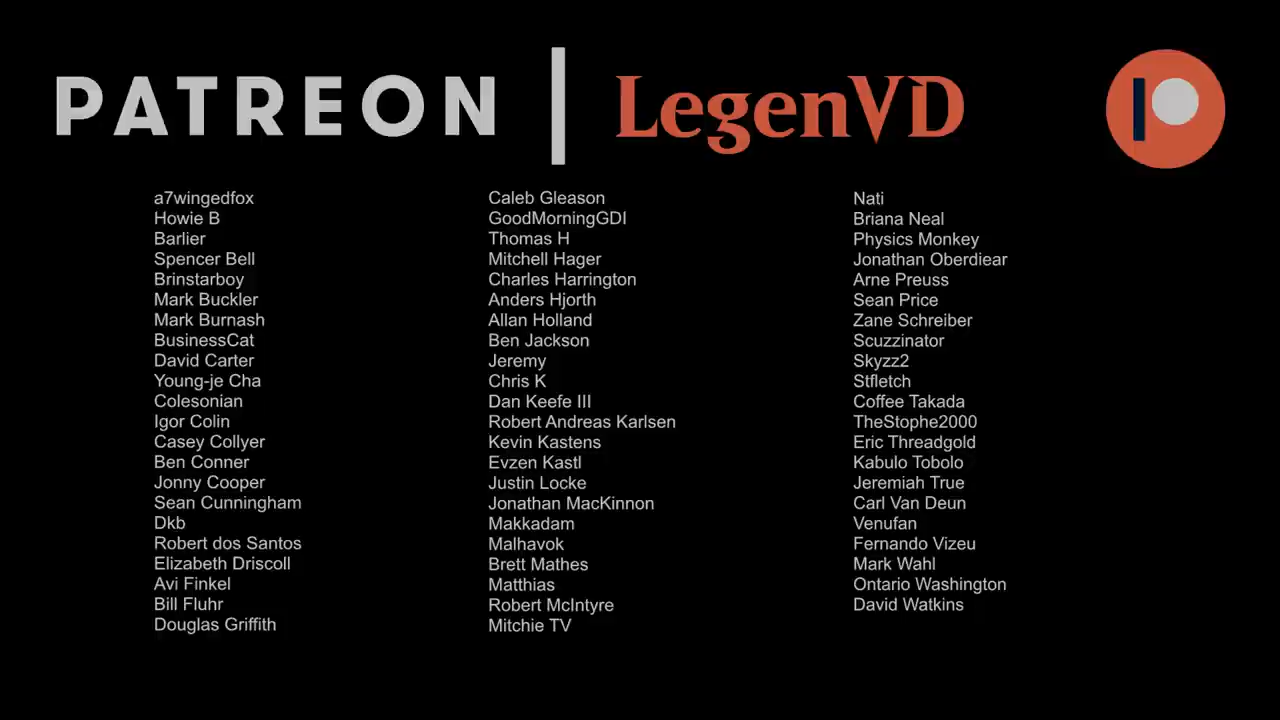 PATREON | LegenVD
a7wingedfox
Howie B
Barlier
Spencer Bell
Brinstarboy
Mark Buckler
Mark Burnash
BusinessCat
David Carter
Young-je Cha
Colesonian
Igor Colin
Casey Collyer
Ben Conner
Jonny Cooper
Sean Cunningham
Dkb
Robert dos Santos
Elizabeth Driscoll
Avi Finkel
Bill Fluhr
Douglas Griffith
Caleb Gleason
GoodMorningGDI
Thomas H
Mitchell Hager
Charles Harrington
Anders Hjorth
Allan Holland
Ben Jackson
Jeremy
Chris K
Dan Keefe III
Robert Andreas Karlsen
Kevin Kastens
Evzen Kastl
Justin Locke
Jonathan MacKinnon
Makkadam
Malhavok
Brett Mathes
Matthias
Robert McIntyre
Mitchie TV
Nati
Briana Neal
Physics Monkey
Jonathan Oberdiear
Arne Preuss
Sean Price
Zane Schreiber
Scuzzinator
Skyzz2
Stfletch
Coffee Takada
TheStophe2000
Eric Threadgold
Kabulo Tobolo
Jeremiah True
Carl Van Deun
Venufan
Fernando Vizeu
Mark Wahl
Ontario Washington
David Watkins